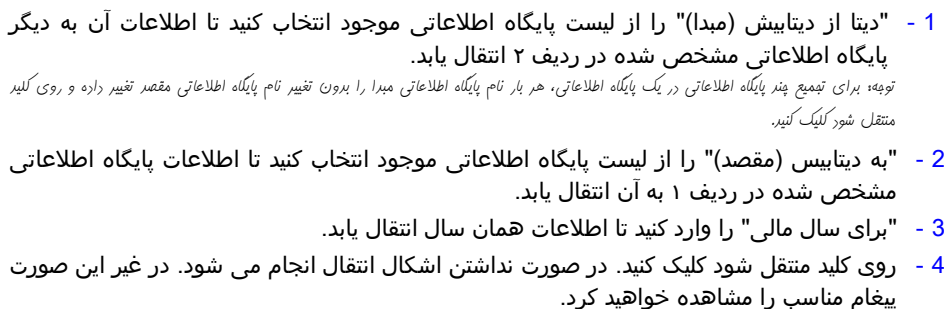 1 - "دیتا از دیتابیش (مبدا)" را از لیست پایگاه اطلاعاتی موجود انتخاب کنید تا اطلاعات آن به دیگر
پایگاه اطلاعاتی مشخص شده در ردیف ۲ انتقال یابد.
توجه: برای تجمیع چند پایگاه اطلاعاتی در یک پایگاه اطلاعاتی، هر بار نام پایگاه اطلاعاتی مبدا را بدون تغییر نام پایگاه اطلاعاتی مقصد تغییر داده و روی کلید
منتقل شود کلیک کنید.
2 - "به دیتابیس (مقصد)" را از لیست پایگاه اطلاعاتی موجود انتخاب کنید تا اطلاعات پایگاه اطلاعاتی
مشخص شده در ردیف ۱ به آن انتقال یابد.
3 - "برای سال مالی" را وارد کنید تا اطلاعات همان سال انتقال یابد.
4 - روی کلید منتقل شود کلیک کنید. در صورت نداشتن اشکال انتقال انجام می شود. در غیر این صورت
پیغام مناسب را مشاهده خواهید کرد.